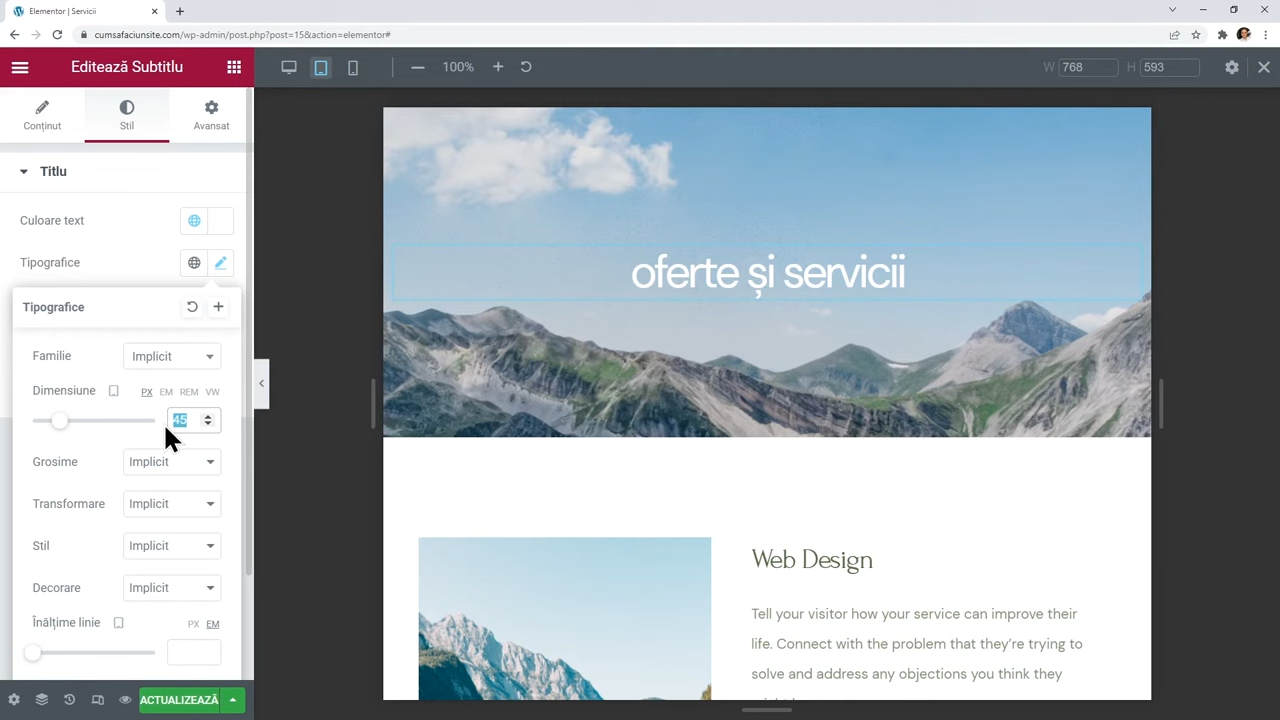 Elementor | Servicii
cumsafaciunsite.com/wp-admin/post.php?post=15&action=elementor#
Editează Subtitlu
100%
W 768 H 593
Conținut Stil Avansat
Titlu
Culoare text
Tipografice
Tipografice
Familie Implicit
Dimensiune PX EM REM VW
45
Grosime Implicit
Transformare Implicit
Stil Implicit
Decorare Implicit
Înălțime linie PX EM
ACTUALIZEAZĂ
oferte și servicii
Web Design
Tell your visitor how your service can improve their
life. Connect with the problem that they're trying to
solve and address any objections you think they